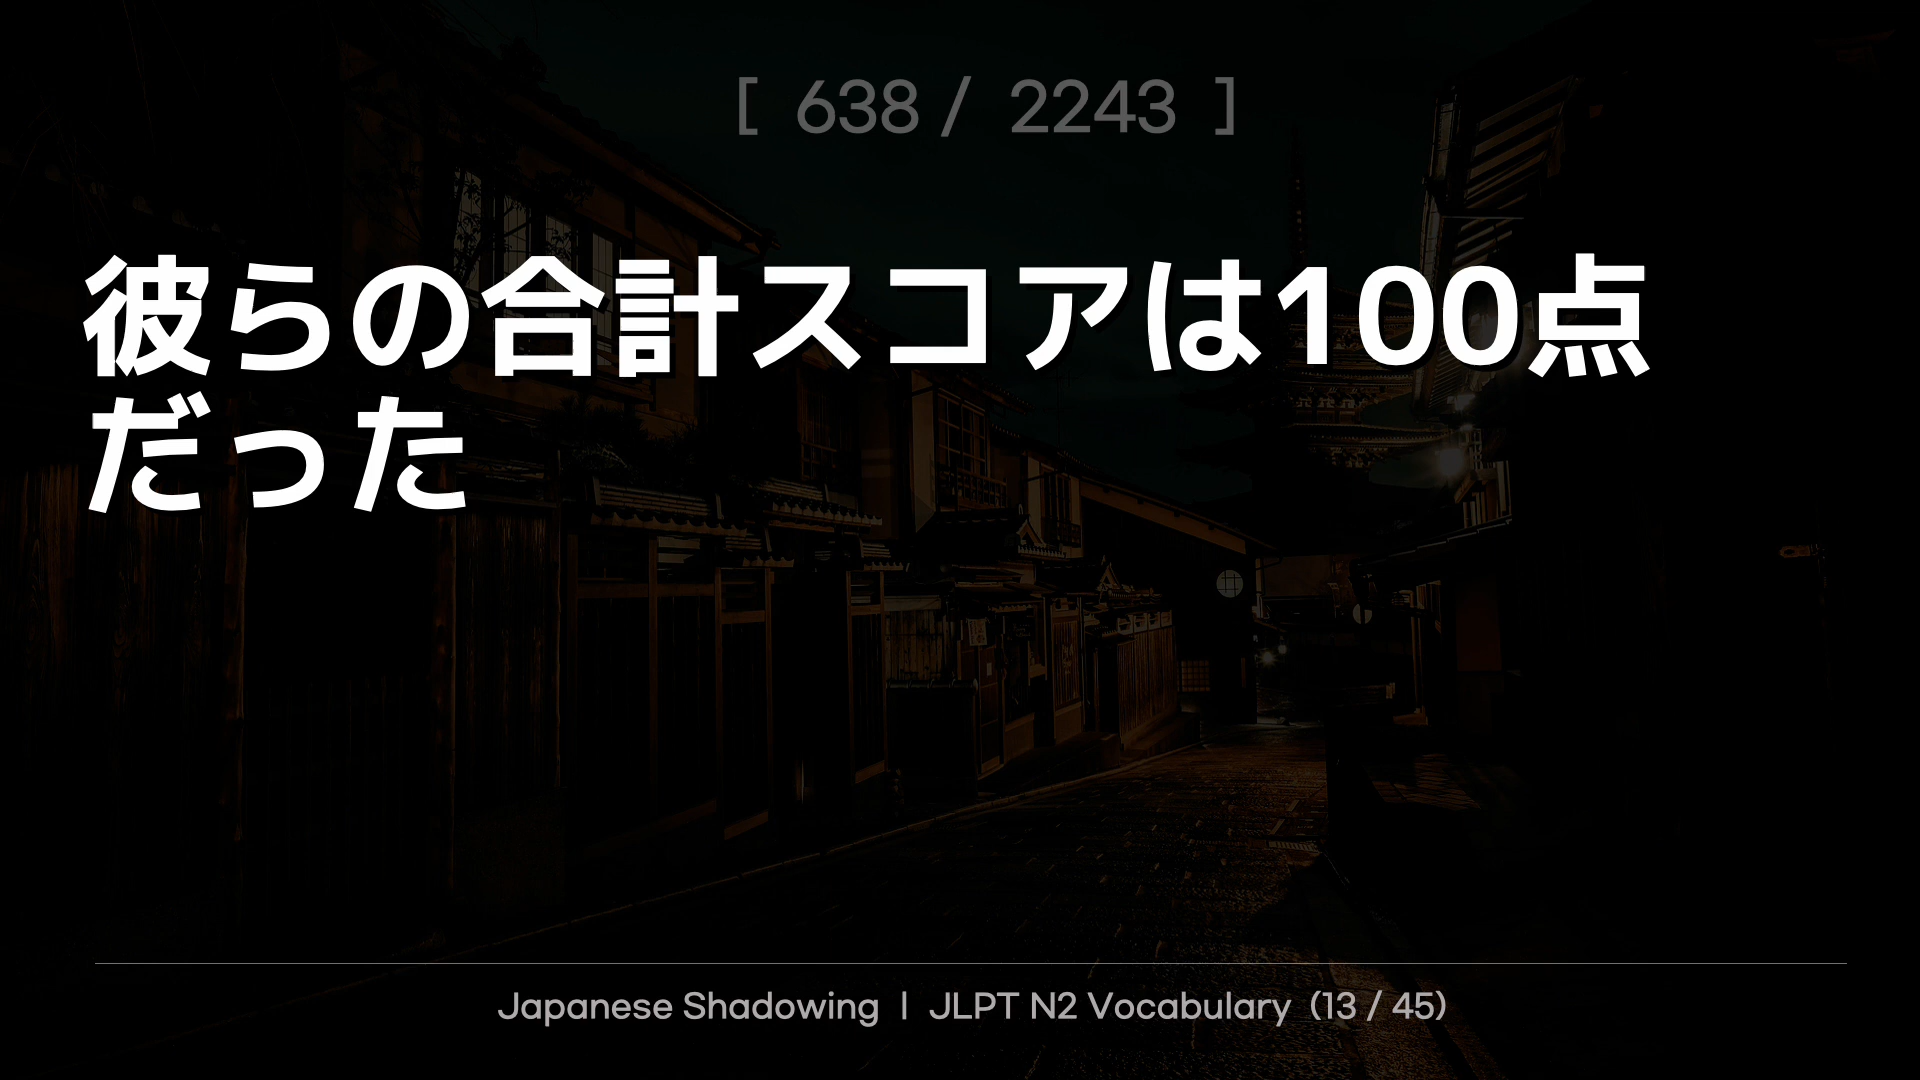 [ 638 / 2243 ]
彼らの合計スコアは100点
だった
Japanese Shadowing | JLPT N2 Vocabulary (13 / 45)